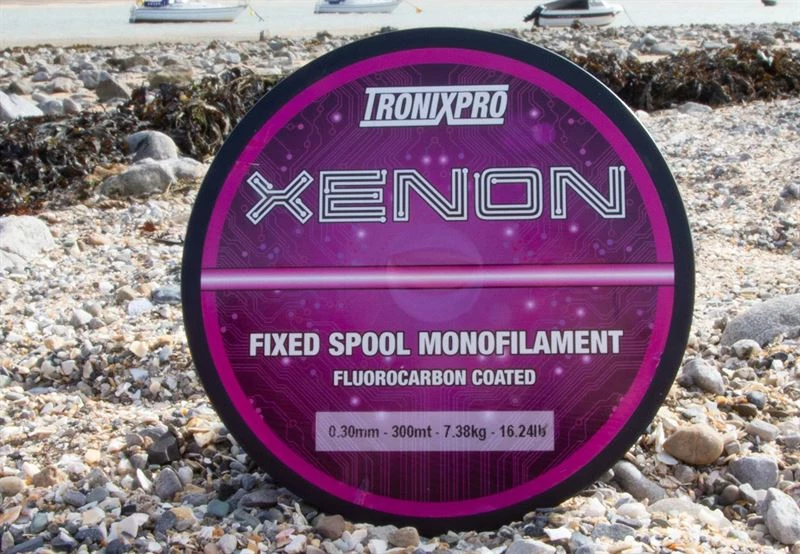 TRONIXPRO
XENON
FIXED SPOOL MONOFILAMENT
FLUOROCARBON COATED
0.30mm - 300mt - 7.38kg - 16.24lb